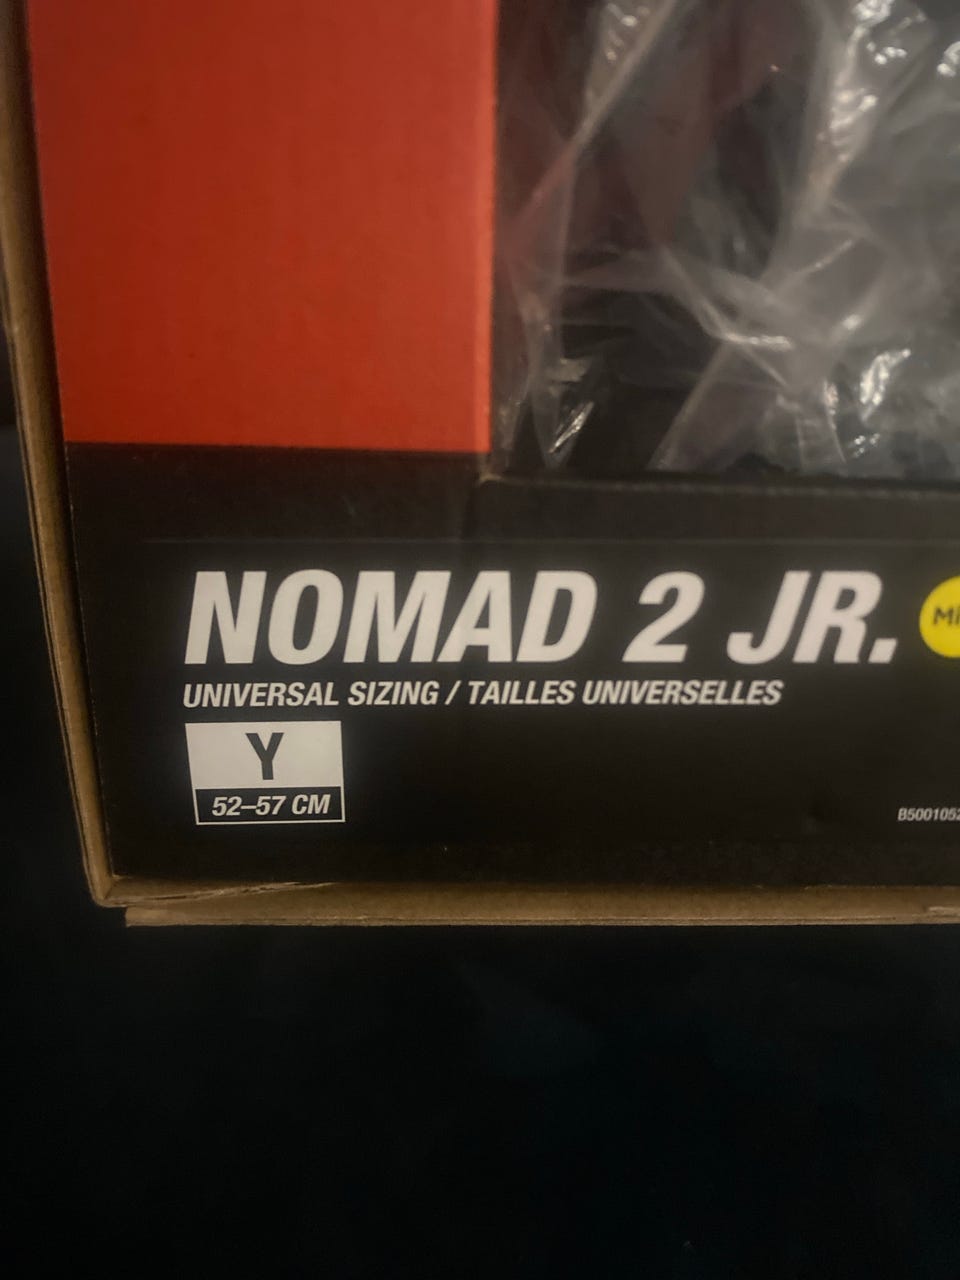 NOMAD 2 JR.
UNIVERSAL SIZING / TAILLES UNIVERSELLES
Y
52–57 CM